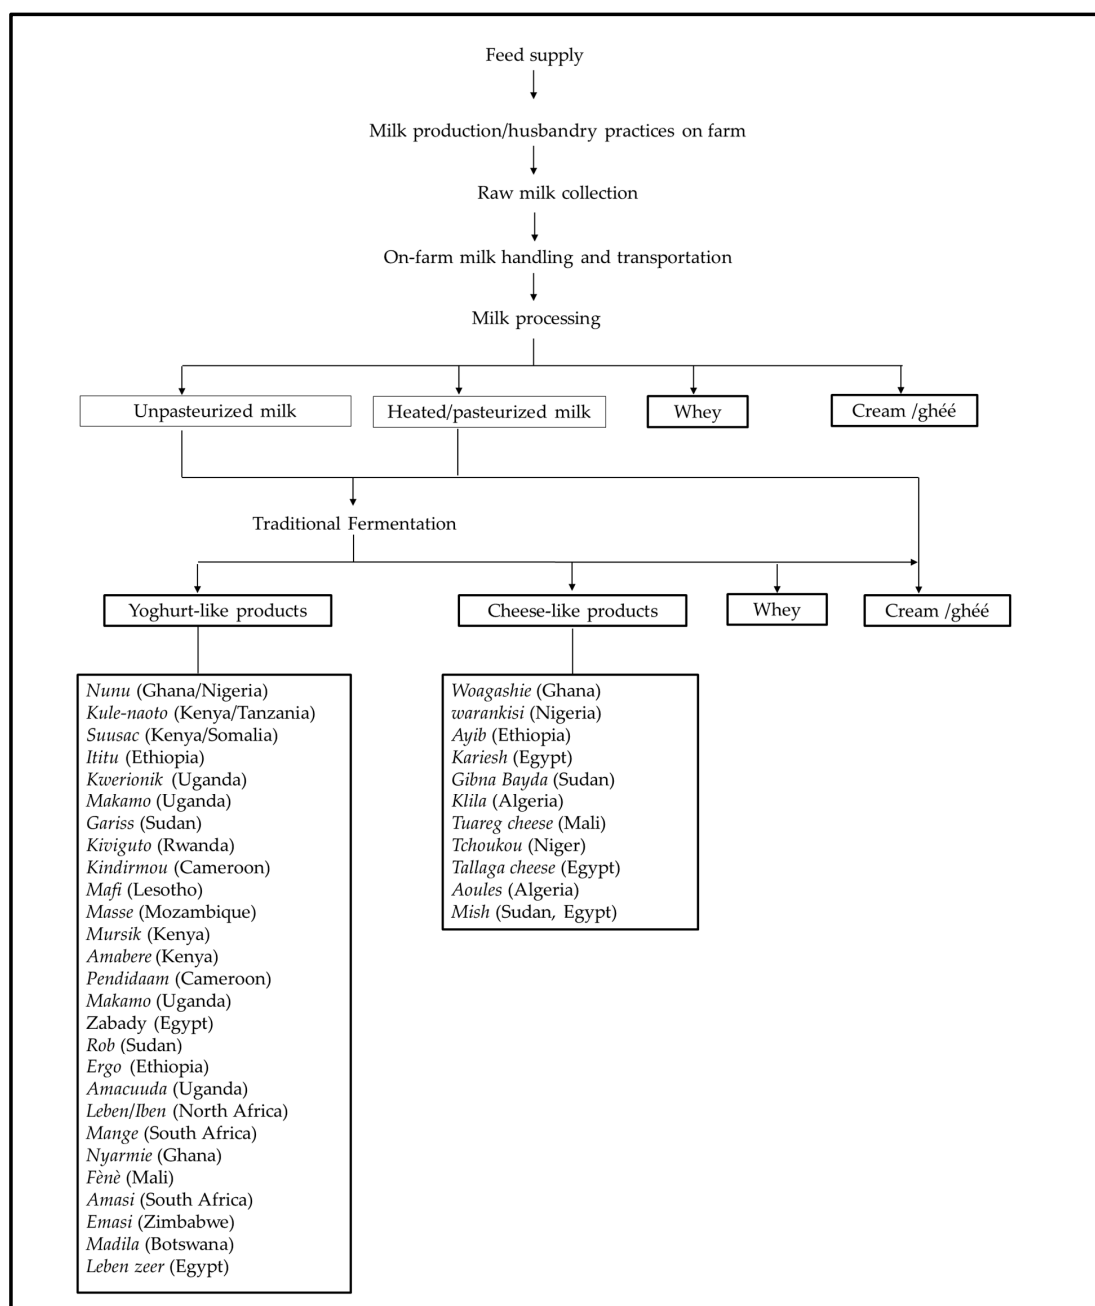 Feed supply
Milk production/husbandry practices on farm
Raw milk collection
On-farm milk handling and transportation
Milk processing
Unpasteurized milk
Heated/pasteurized milk
Whey
Cream /ghéé
Traditional Fermentation
Yoghurt-like products
Cheese-like products
Whey
Cream /ghéé
Nunu (Ghana/Nigeria)
Kule-naoto (Kenya/Tanzania)
Suusac (Kenya/Somalia)
Ititu (Ethiopia)
Kwerionik (Uganda)
Makamo (Uganda)
Gariss (Sudan)
Kiviguto (Rwanda)
Kindirmou (Cameroon)
Mafi (Lesotho)
Masse (Mozambique)
Mursik (Kenya)
Amabere (Kenya)
Pendidaam (Cameroon)
Makamo (Uganda)
Zabady (Egypt)
Rob (Sudan)
Ergo (Ethiopia)
Amacuuda (Uganda)
Leben/Iben (North Africa)
Mange (South Africa)
Nyarmie (Ghana)
Fènè (Mali)
Amasi (South Africa)
Emasi (Zimbabwe)
Madila (Botswana)
Leben zeer (Egypt)
Woagashie (Ghana)
warankisi (Nigeria)
Ayib (Ethiopia)
Kariesh (Egypt)
Gibna Bayda (Sudan)
Klila (Algeria)
Tuareg cheese (Mali)
Tchoukou (Niger)
Tallaga cheese (Egypt)
Aoules (Algeria)
Mish (Sudan, Egypt)